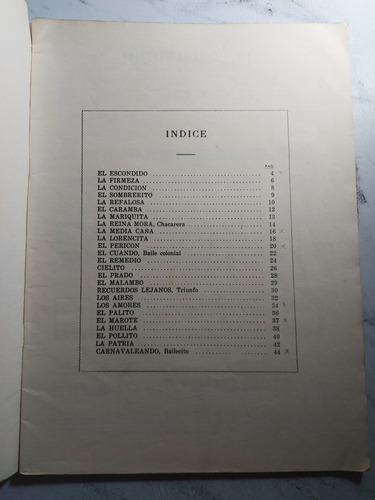 INDICE
PAG
EL ESCONDIDO 4 x
LA FIRMEZA 6
LA CONDICION 8
EL SOMBRERITO 9
LA REFALOSA 10
EL CARAMBA 12
LA MARIQUITA 13
LA REINA MORA, Chacarera 14
LA MEDIA CAÑA 16 x
LA LORENCITA 18
EL PERICON 20 x
EL CUANDO, Baile colonial 22
EL REMEDIO 24
CIELITO 26
EL PRADO 28
EL MALAMBO 29
RECUERDOS LEJANOS, Triunfo 30
LOS AIRES 32
LOS AMORES 34 x
EL PALITO 36
EL MAROTE 37 x
LA HUELLA 38
EL POLLITO 40
LA PATRIA 42
CARNAVALEANDO, Bailecito 44 x